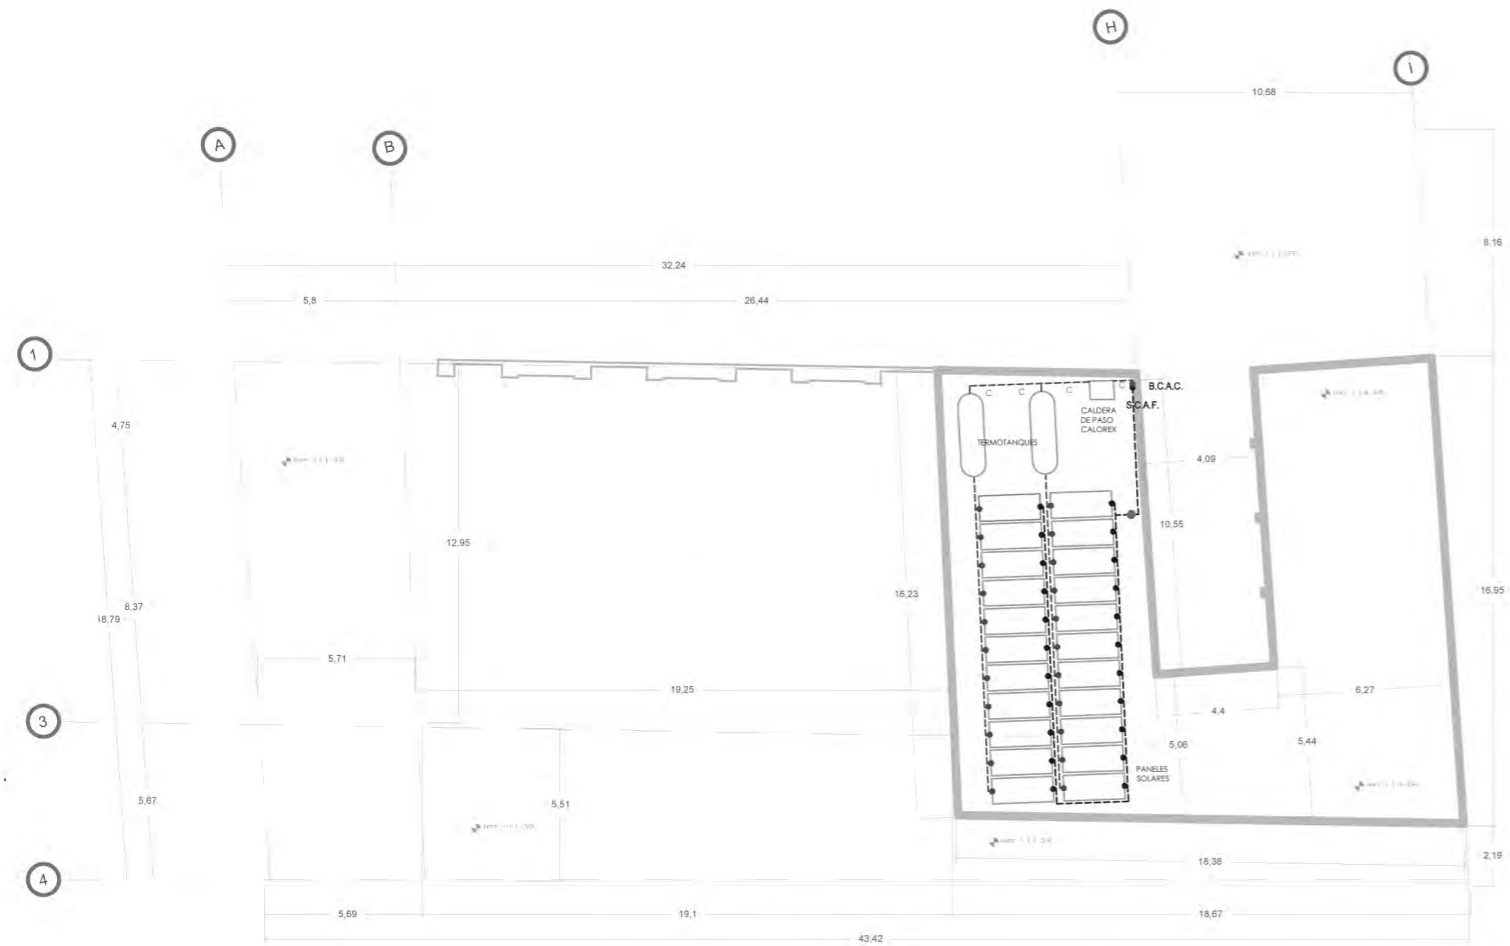 H
I
10,68
A
B
8,16
32,24
5,8
26,44
1
B.C.A.C.
C
C
C
C
S.C.A.F.
CALDERA
DE PASO
CALOREX
4,75
TERMOTANQUES
4,09
10,55
12,95
16,23
16,95
8,37
18,79
5,71
19,25
6,27
4,4
3
5,06
5,44
PANELES
SOLARES
5,67
5,51
18,38
2,19
4
5,69
19,1
18,67
43,42